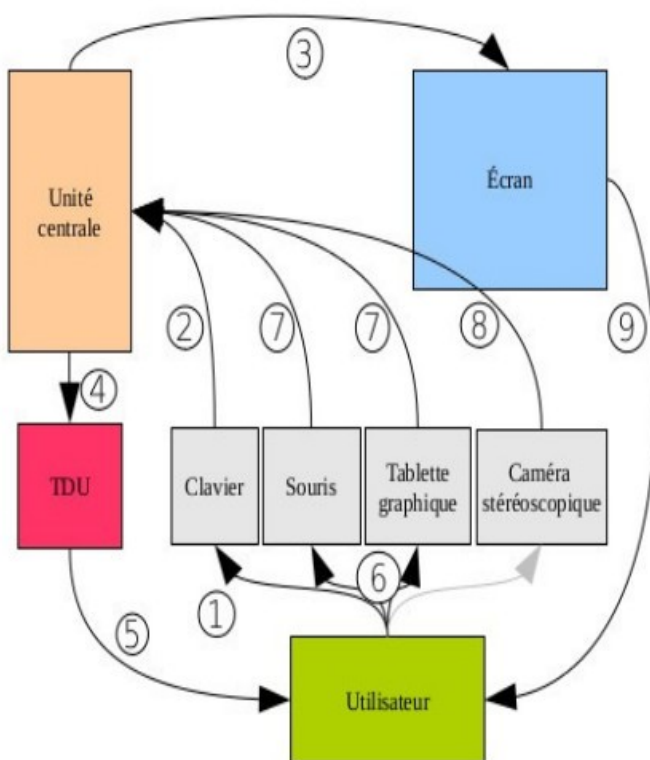 ③
Unité
centrale
Écran
② ⑦ ⑦ ⑧ ⑨
④
TDU
Clavier
Souris
Tablette
graphique
Caméra
stéréoscopique
⑥
①
⑤
Utilisateur